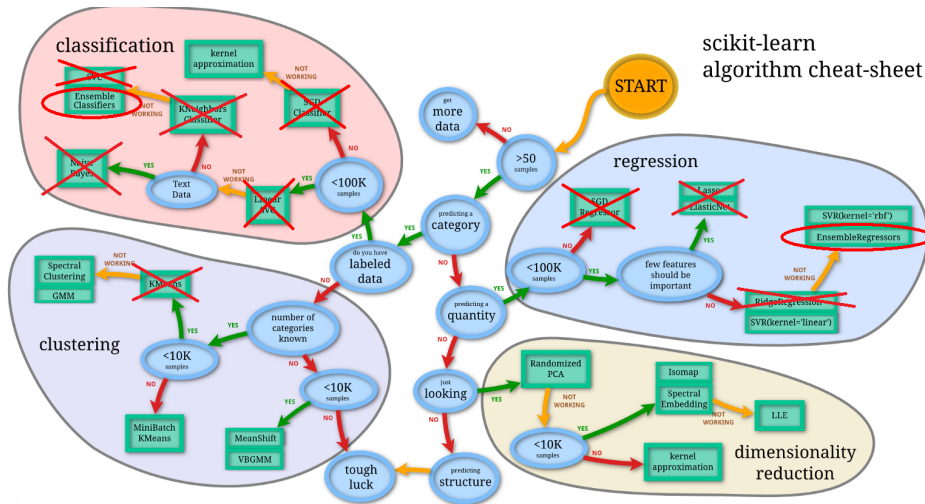 scikit-learn
algorithm cheat-sheet
START
classification
kernel
approximation
NOT
WORKING
SVC
Ensemble
Classifiers
NOT
WORKING
KNeighbors
Classifier
SGD
Classifier
NO
NO
YES
Naive
Bayes
Text
Data
NOT
WORKING
Linear
SVC
YES
<100K
samples
YES
get
more
data
NO
>50
samples
YES
predicting a
category
YES
do you have
labeled
data
NO
NO
regression
SGD
Regressor
Lasso
ElasticNet
SVR(kernel='rbf')
EnsembleRegressors
NO
YES
NOT
WORKING
<100K
samples
YES
few features
should be
important
NO
RidgeRegression
SVR(kernel='linear')
predicting a
quantity
YES
NO
clustering
Spectral
Clustering
GMM
NOT
WORKING
KMeans
YES
number of
categories
known
YES
<10K
samples
NO
NO
<10K
samples
MiniBatch
KMeans
YES
NO
MeanShift
VBGMM
just
looking
YES
NO
tough
luck
predicting
structure
Randomized
PCA
NOT
WORKING
Isomap
Spectral
Embedding
NOT
WORKING
LLE
<10K
samples
YES
NO
kernel
approximation
dimensionality
reduction